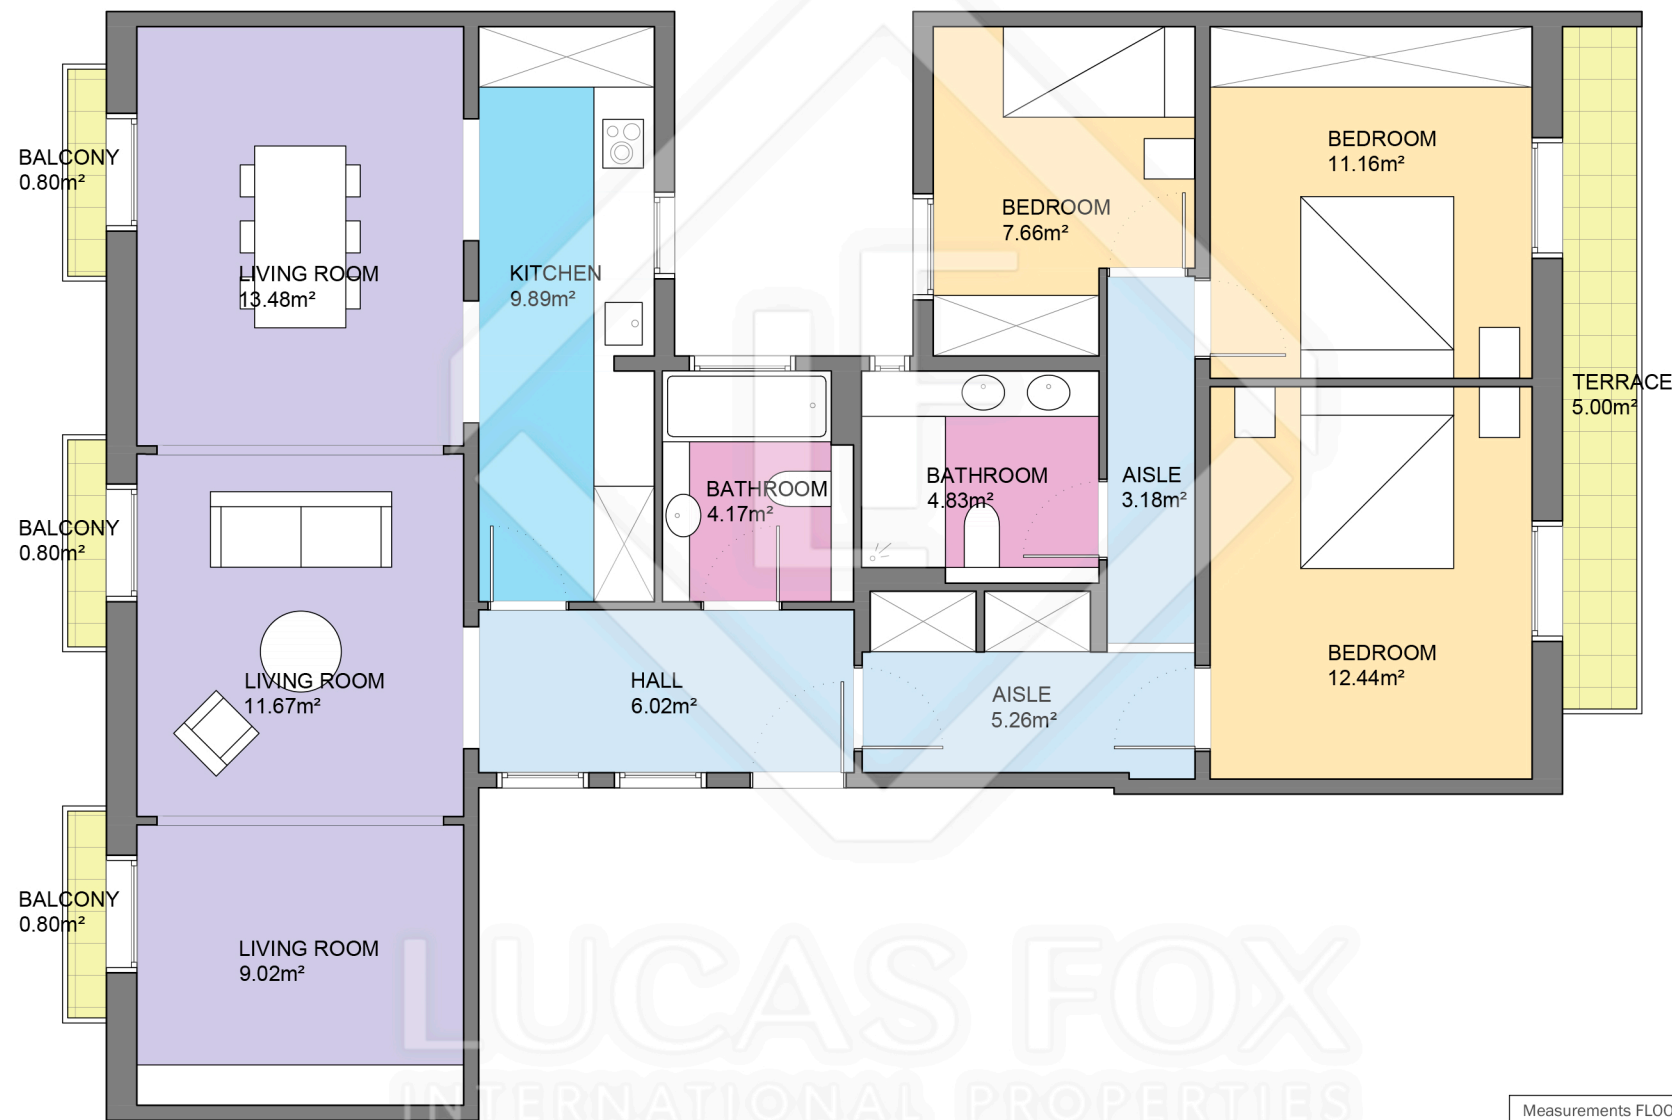 BALCONY
0.80m²
LIVING ROOM
13.48m²
KITCHEN
9.89m²
BEDROOM
7.66m²
BEDROOM
11.16m²
TERRACE
5.00m²
BALCONY
0.80m²
BATHROOM
4.17m²
BATHROOM
4.83m²
AISLE
3.18m²
LIVING ROOM
11.67m²
HALL
6.02m²
AISLE
5.26m²
BEDROOM
12.44m²
BALCONY
0.80m²
LIVING ROOM
9.02m²
LUCAS FOX
INTERNATIONAL PROPERTIES
Measurements FLOO